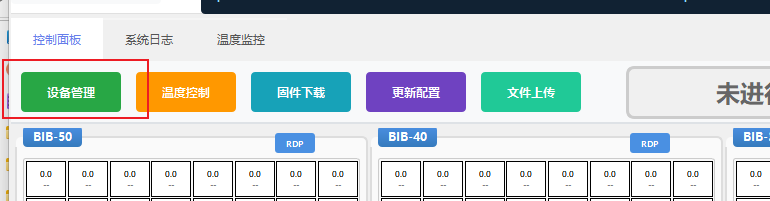 控制面板 系统日志 温度监控
设备管理 温度控制 固件下载 更新配置 文件上传 未进行
BIB-50 RDP BIB-40 RDP
0.0 0.0 0.0 0.0 0.0 0.0 0.0 0.0 0.0 0.0 0.0 0.0 0.0 0.0 0.0 0.0 0.0
-- -- -- -- -- -- -- -- -- -- -- -- -- -- -- -- --